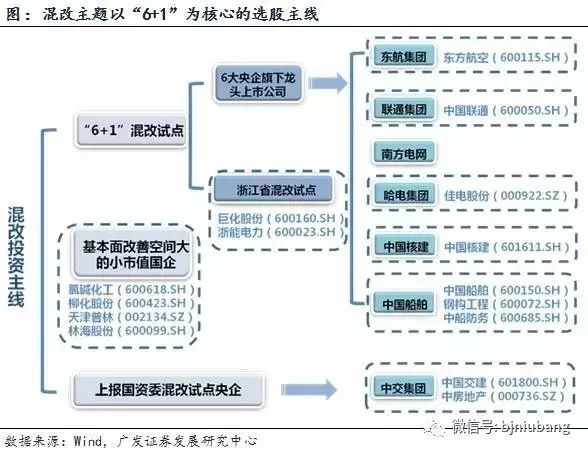 图：混改主题以“6+1”为核心的选股主线
混改投资主线
“6+1”混改试点
6大央企旗下龙
头上市公司
东航集团
东方航空（600115.SH）
联通集团
中国联通（600050.SH）
南方电网
哈电集团
佳电股份（000922.SZ）
中国核建
中国核建（601611.SH）
中国船舶
中国船舶（600150.SH）
钢构工程（600072.SH）
中船防务（600685.SH）
浙江省混改试点
巨化股份（600160.SH）
浙能电力（600023.SH）
基本面改善空间大
的小市值国企
氯碱化工（600618.SH）
柳化股份（600423.SH）
天津普林（002134.SZ）
林海股份（600099.SH）
上报国资委混改试点央企
中交集团
中国交建（601800.SH）
中房地产（000736.SZ）
微信号: bjniubang
数据来源：Wind，广发证券发展研究中心